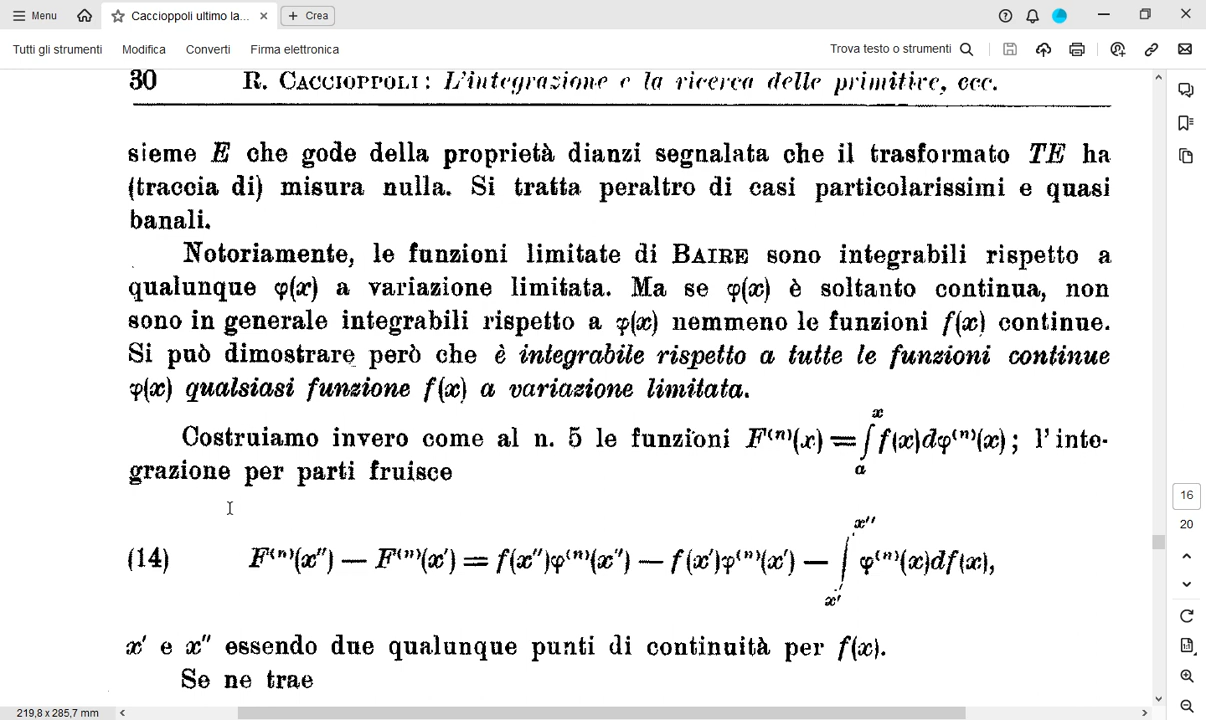 Menu Caccioppoli ultimo la... + Crea
Tutti gli strumenti Modifica Converti Firma elettronica Trova testo o strumenti
30 R. CACCIOPPOLI: L'integrazione e la ricerca delle primitive, ecc.
sieme E che gode della proprietà dianzi segnalata che il trasformato TE ha
(traccia di) misura nulla. Si tratta peraltro di casi particolarissimi e quasi
banali.
Notoriamente, le funzioni limitate di BAIRE sono integrabili rispetto a
qualunque φ(x) a variazione limitata. Ma se φ(x) è soltanto continua, non
sono in generale integrabili rispetto a φ(x) nemmeno le funzioni f(x) continue.
Si può dimostrare però che è integrabile rispetto a tutte le funzioni continue
φ(x) qualsiasi funzione f(x) a variazione limitata.
Costruiamo invero come al n. 5 le funzioni F⁽ⁿ⁾(x) = ∫ₐˣ f(x)dφ⁽ⁿ⁾(x); l'inte-
grazione per parti fruisce
(14) F⁽ⁿ⁾(x'') — F⁽ⁿ⁾(x') = f(x'')φ⁽ⁿ⁾(x'') — f(x')φ⁽ⁿ⁾(x') — ∫_{x'}^{x''} φ⁽ⁿ⁾(x)df(x),
x' e x'' essendo due qualunque punti di continuità per f(x).
Se ne trae
16
20
219,8 x 285,7 mm